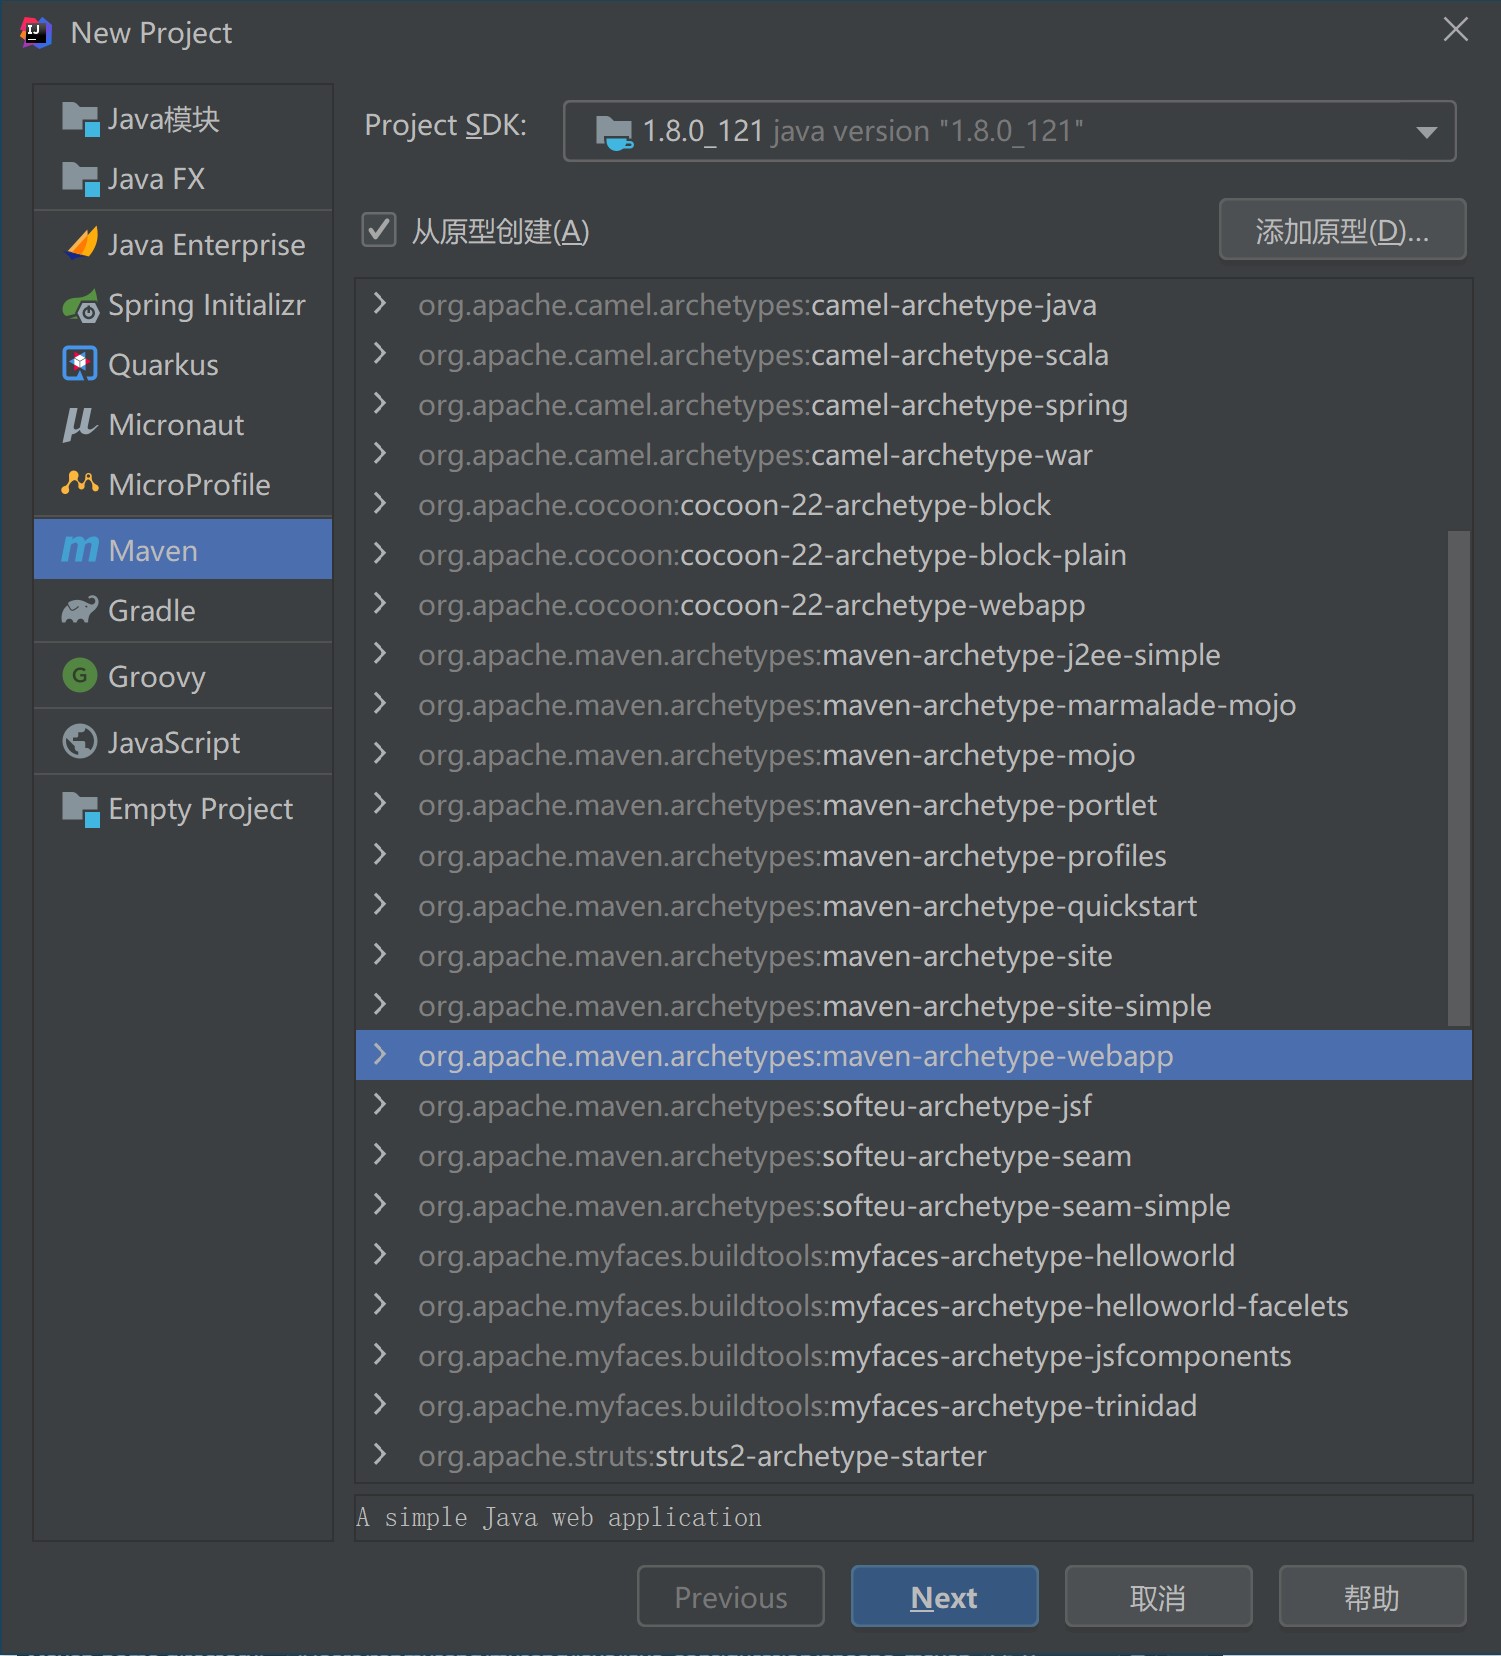 New Project
Java模块
Java FX
Java Enterprise
Spring Initializr
Quarkus
Micronaut
MicroProfile
Maven
Gradle
Groovy
JavaScript
Empty Project
Project SDK: 1.8.0_121 java version "1.8.0_121"
从原型创建(A) 添加原型(D)...
org.apache.camel.archetypes:camel-archetype-java
org.apache.camel.archetypes:camel-archetype-scala
org.apache.camel.archetypes:camel-archetype-spring
org.apache.camel.archetypes:camel-archetype-war
org.apache.cocoon:cocoon-22-archetype-block
org.apache.cocoon:cocoon-22-archetype-block-plain
org.apache.cocoon:cocoon-22-archetype-webapp
org.apache.maven.archetypes:maven-archetype-j2ee-simple
org.apache.maven.archetypes:maven-archetype-marmalade-mojo
org.apache.maven.archetypes:maven-archetype-mojo
org.apache.maven.archetypes:maven-archetype-portlet
org.apache.maven.archetypes:maven-archetype-profiles
org.apache.maven.archetypes:maven-archetype-quickstart
org.apache.maven.archetypes:maven-archetype-site
org.apache.maven.archetypes:maven-archetype-site-simple
org.apache.maven.archetypes:maven-archetype-webapp
org.apache.maven.archetypes:softeu-archetype-jsf
org.apache.maven.archetypes:softeu-archetype-seam
org.apache.maven.archetypes:softeu-archetype-seam-simple
org.apache.myfaces.buildtools:myfaces-archetype-helloworld
org.apache.myfaces.buildtools:myfaces-archetype-helloworld-facelets
org.apache.myfaces.buildtools:myfaces-archetype-jsfcomponents
org.apache.myfaces.buildtools:myfaces-archetype-trinidad
org.apache.struts:struts2-archetype-starter
A simple Java web application
Previous Next 取消 帮助